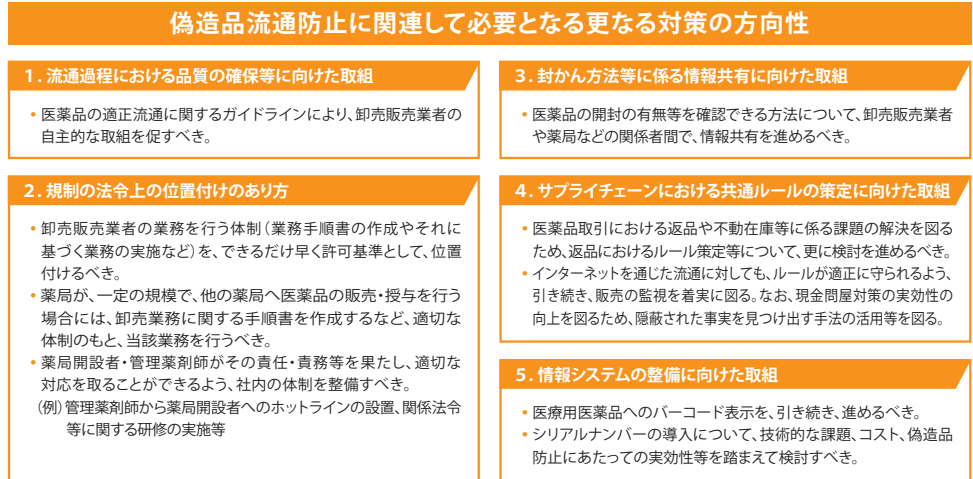 偽造品流通防止に関連して必要となる更なる対策の方向性
1. 流通過程における品質の確保等に向けた取組
• 医薬品の適正流通に関するガイドラインにより、卸売販売業者の
自主的な取組を促すべき。
2. 規制の法令上の位置付けのあり方
• 卸売販売業者の業務を行う体制（業務手順書の作成やそれに
基づく業務の実施など）を、できるだけ早く許可基準として、位置
付けるべき。
• 薬局が、一定の規模で、他の薬局へ医薬品の販売・授与を行う
場合には、卸売業務に関する手順書を作成するなど、適切な
体制のもと、当該業務を行うべき。
• 薬局開設者・管理薬剤師がその責任・責務等を果たし、適切な
対応を取ることができるよう、社内の体制を整備すべき。
（例）管理薬剤師から薬局開設者へのホットラインの設置、関係法令
等に関する研修の実施等
3. 封かん方法等に係る情報共有に向けた取組
• 医薬品の開封の有無等を確認できる方法について、卸売販売業者
や薬局などの関係者間で、情報共有を進めるべき。
4. サプライチェーンにおける共通ルールの策定に向けた取組
• 医薬品取引における返品や不動在庫等に係る課題の解決を図る
ため、返品におけるルール策定等について、更に検討を進めるべき。
• インターネットを通じた流通に対しても、ルールが適正に守られるよう、
引き続き、販売の監視を着実に図る。なお、現金問屋対策の実効性の
向上を図るため、隠蔽された事実を見つけ出す手法の活用等を図る。
5. 情報システムの整備に向けた取組
• 医療用医薬品へのバーコード表示を、引き続き、進めるべき。
• シリアルナンバーの導入について、技術的な課題、コスト、偽造品
防止にあたっての実効性等を踏まえて検討すべき。